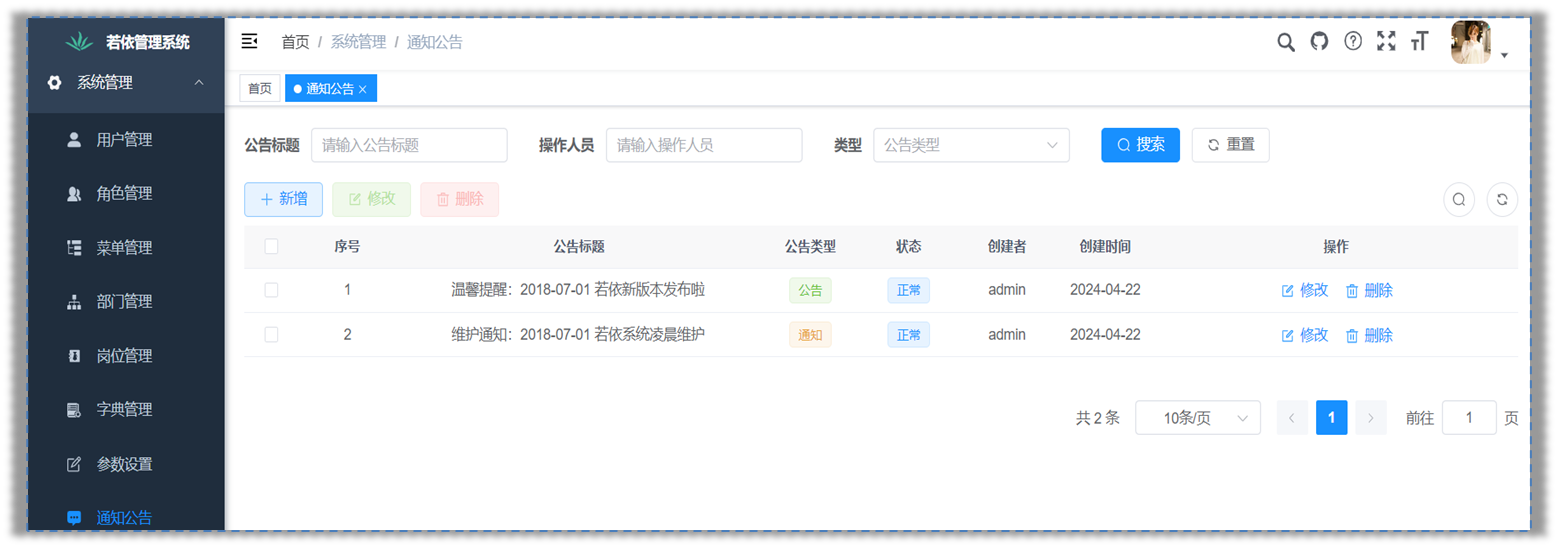 若依管理系统
系统管理
用户管理
角色管理
菜单管理
部门管理
岗位管理
字典管理
参数设置
通知公告
首页 / 系统管理 / 通知公告
首页 通知公告
公告标题 请输入公告标题 操作人员 请输入操作人员 类型 公告类型 搜索 重置
新增 修改 删除
序号 公告标题 公告类型 状态 创建者 创建时间 操作
1 温馨提醒：2018-07-01 若依新版本发布啦 公告 正常 admin 2024-04-22 修改 删除
2 维护通知：2018-07-01 若依系统凌晨维护 通知 正常 admin 2024-04-22 修改 删除
共 2 条 10条/页 1 前往 1 页